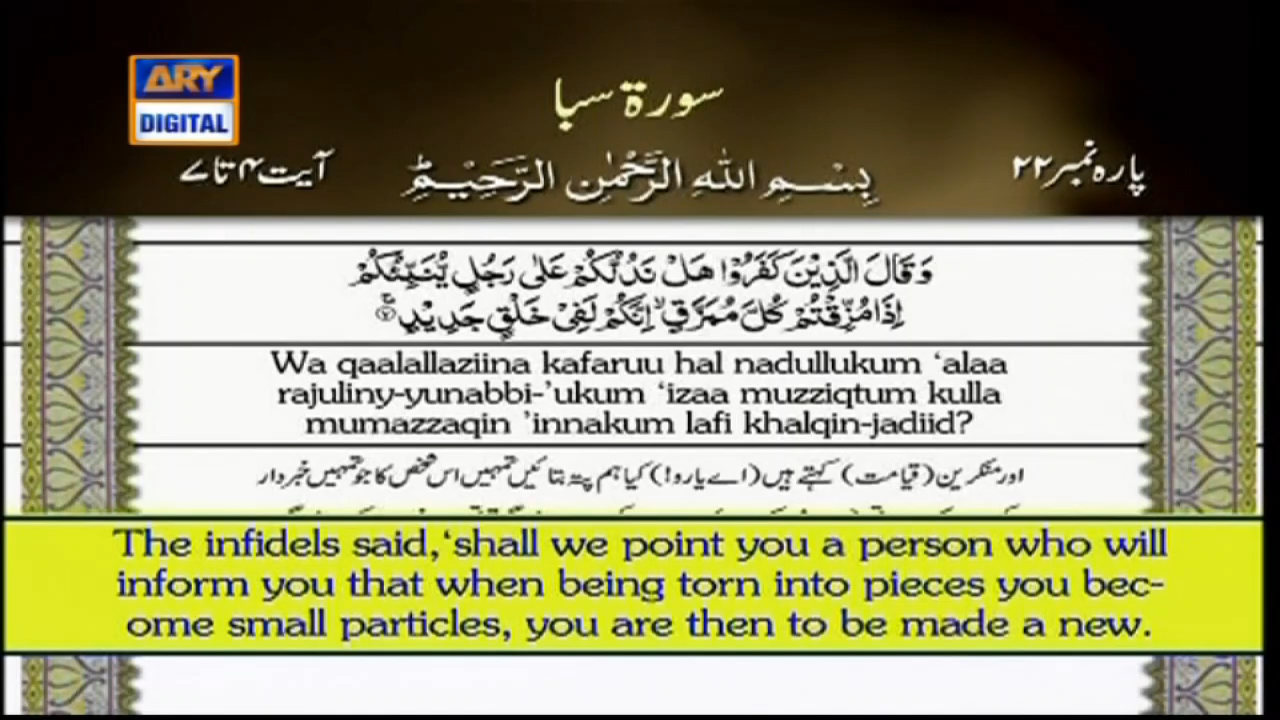 ARY
DIGITAL
سورۃ سبا
پارہ نمبر ۲۲
بِسْمِ اللهِ الرَّحْمٰنِ الرَّحِيْمِ
آیت ۴ تا ۷
وَقَالَ الَّذِيْنَ كَفَرُوْا هَلْ نَدُلُّكُمْ عَلٰى رَجُلٍ يُّنَبِّئُكُمْ
اِذَا مُزِّقْتُمْ كُلَّ مُمَزَّقٍ ۙ اِنَّكُمْ لَفِيْ خَلْقٍ جَدِيْدٍ ۚ ﴿۷﴾
Wa qaalallaziina kafaruu hal nadullukum ‘alaa
rajuliny-yunabbi-’ukum ‘izaa muzziqtum kulla
mumazzaqin ’innakum lafi khalqin-jadiid?
اور منکرین (قیامت) کہتے ہیں (اے یارو!) کیا ہم پتہ بتائیں تمہیں اس شخص کا جو تمہیں خبردار
The infidels said,‘shall we point you a person who will
inform you that when being torn into pieces you bec-
ome small particles, you are then to be made a new.